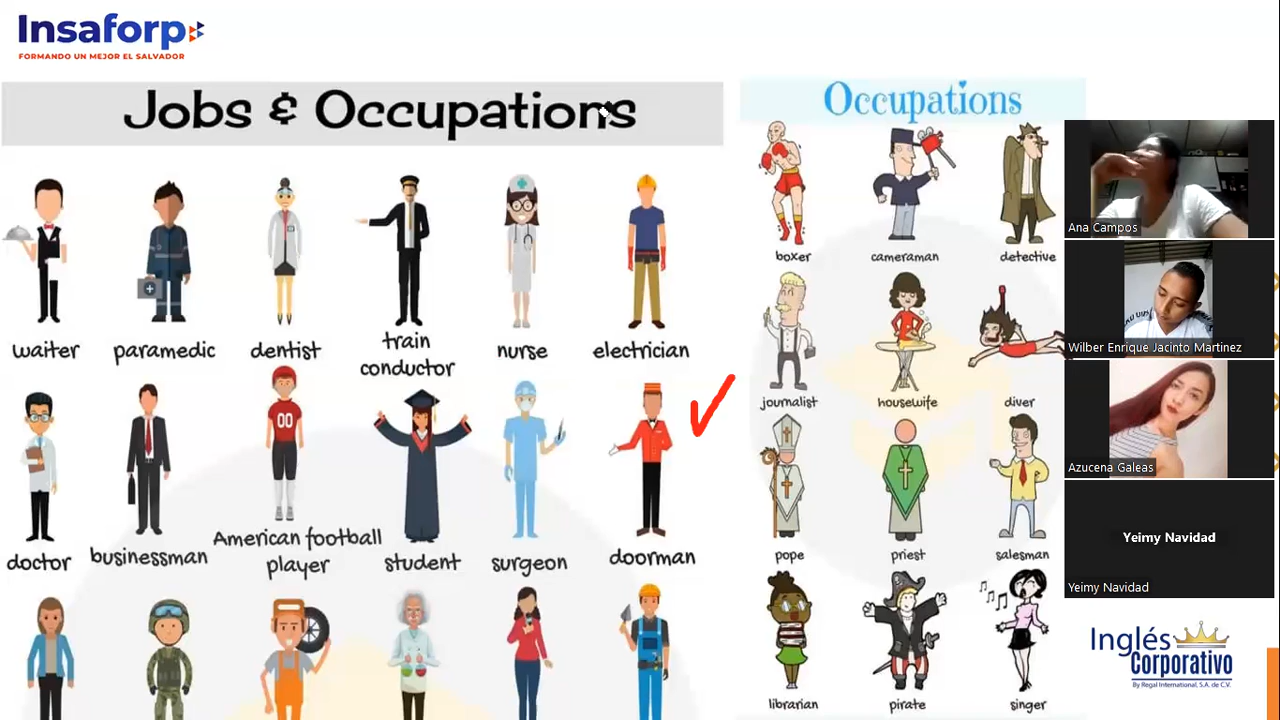 Insaforp
FORMANDO UN MEJOR EL SALVADOR
Jobs & Occupations
waiter
paramedic
dentist
train
conductor
nurse
electrician
doctor
businessman
American football
player
00
student
surgeon
doorman
Occupations
boxer
cameraman
detective
journalist
housewife
diver
pope
priest
salesman
librarian
pirate
singer
Ana Campos
Wilber Enrique Jacinto Martinez
Azucena Galeas
Yeimy Navidad
Yeimy Navidad
Inglés
Corporativo
By Regal International, S.A. de C.V.